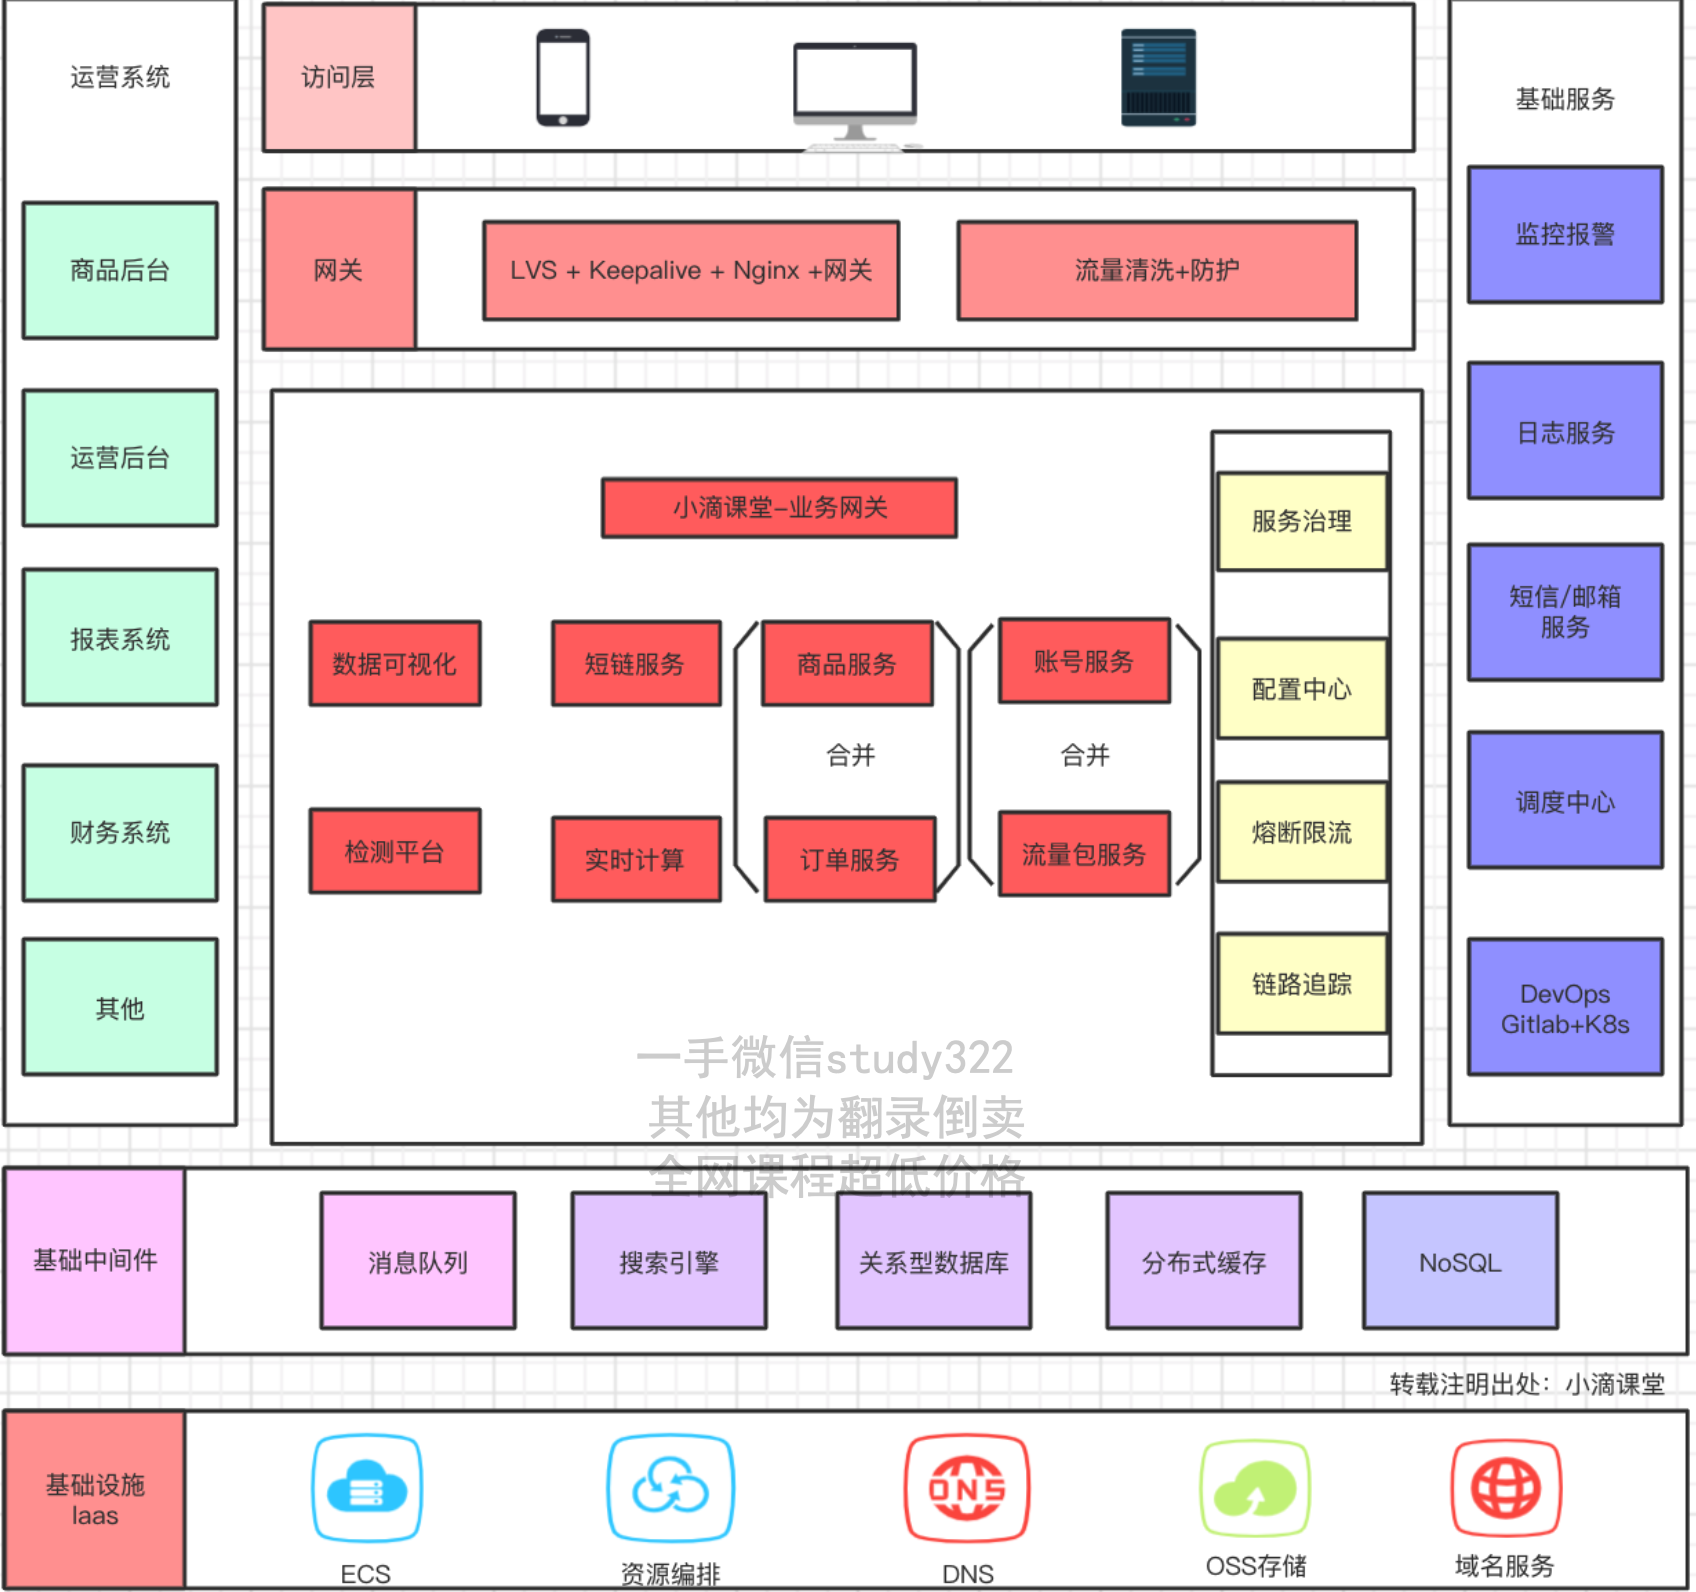 运营系统
商品后台
运营后台
报表系统
财务系统
其他
访问层
网关
LVS + Keepalive + Nginx +网关
流量清洗+防护
小滴课堂-业务网关
数据可视化
短链服务
商品服务
账号服务
合并
合并
检测平台
实时计算
订单服务
流量包服务
服务治理
配置中心
熔断限流
链路追踪
基础服务
监控报警
日志服务
短信/邮箱
服务
调度中心
DevOps
Gitlab+K8s
一手微信study322
其他均为翻录倒卖
全网课程超低价格
基础中间件
消息队列
搜索引擎
关系型数据库
分布式缓存
NoSQL
转载注明出处：小滴课堂
基础设施
Iaas
DNS
ECS
资源编排
DNS
OSS存储
域名服务